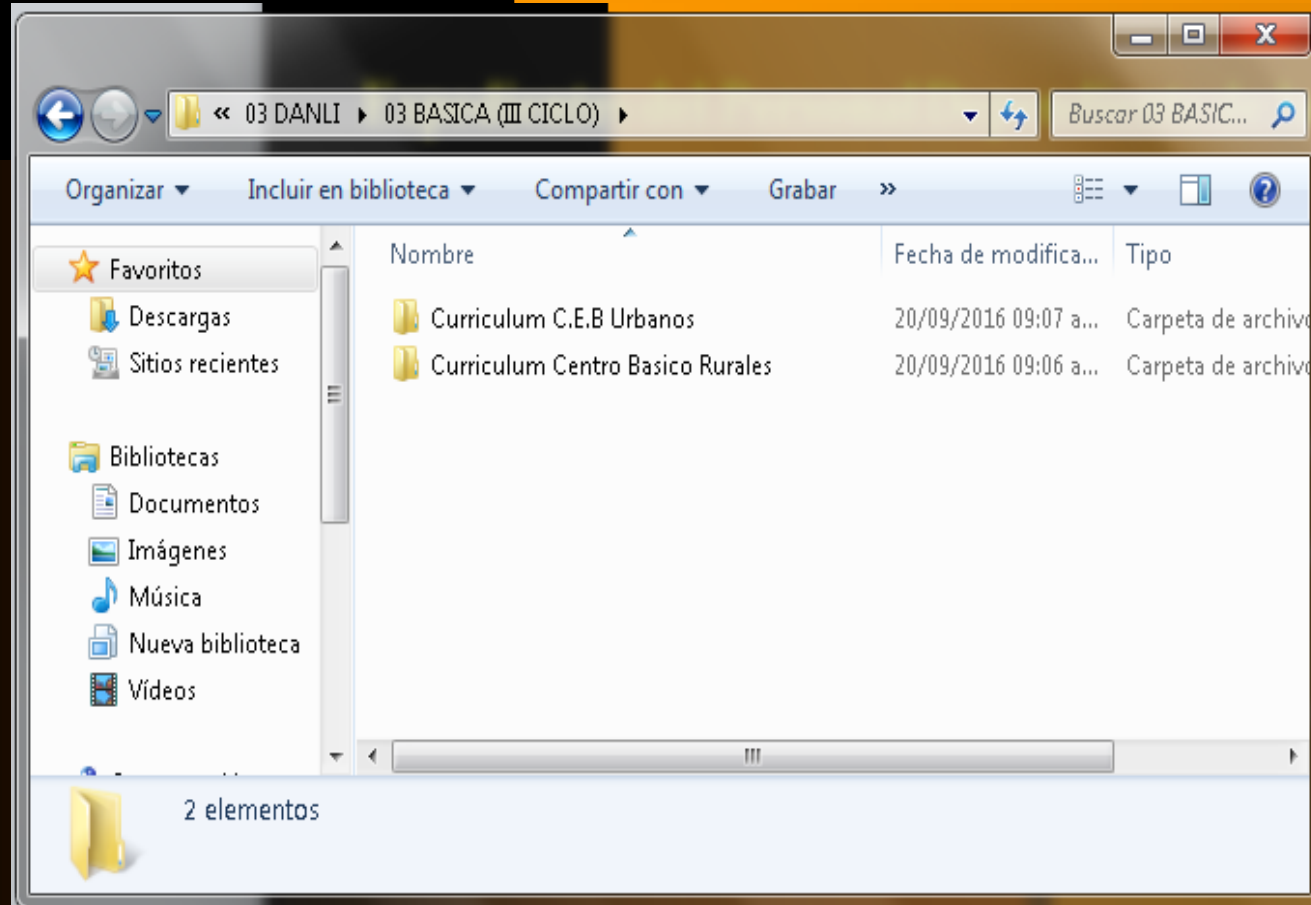 « 03 DANLI ▸ 03 BASICA (III CICLO) ▸ Buscar 03 BASIC...
Organizar Incluir en biblioteca Compartir con Grabar »
Nombre Fecha de modifica... Tipo
Favoritos
Descargas
Sitios recientes
Bibliotecas
Documentos
Imágenes
Música
Nueva biblioteca
Vídeos
Curriculum C.E.B Urbanos 20/09/2016 09:07 a... Carpeta de archivo
Curriculum Centro Basico Rurales 20/09/2016 09:06 a... Carpeta de archivo
2 elementos